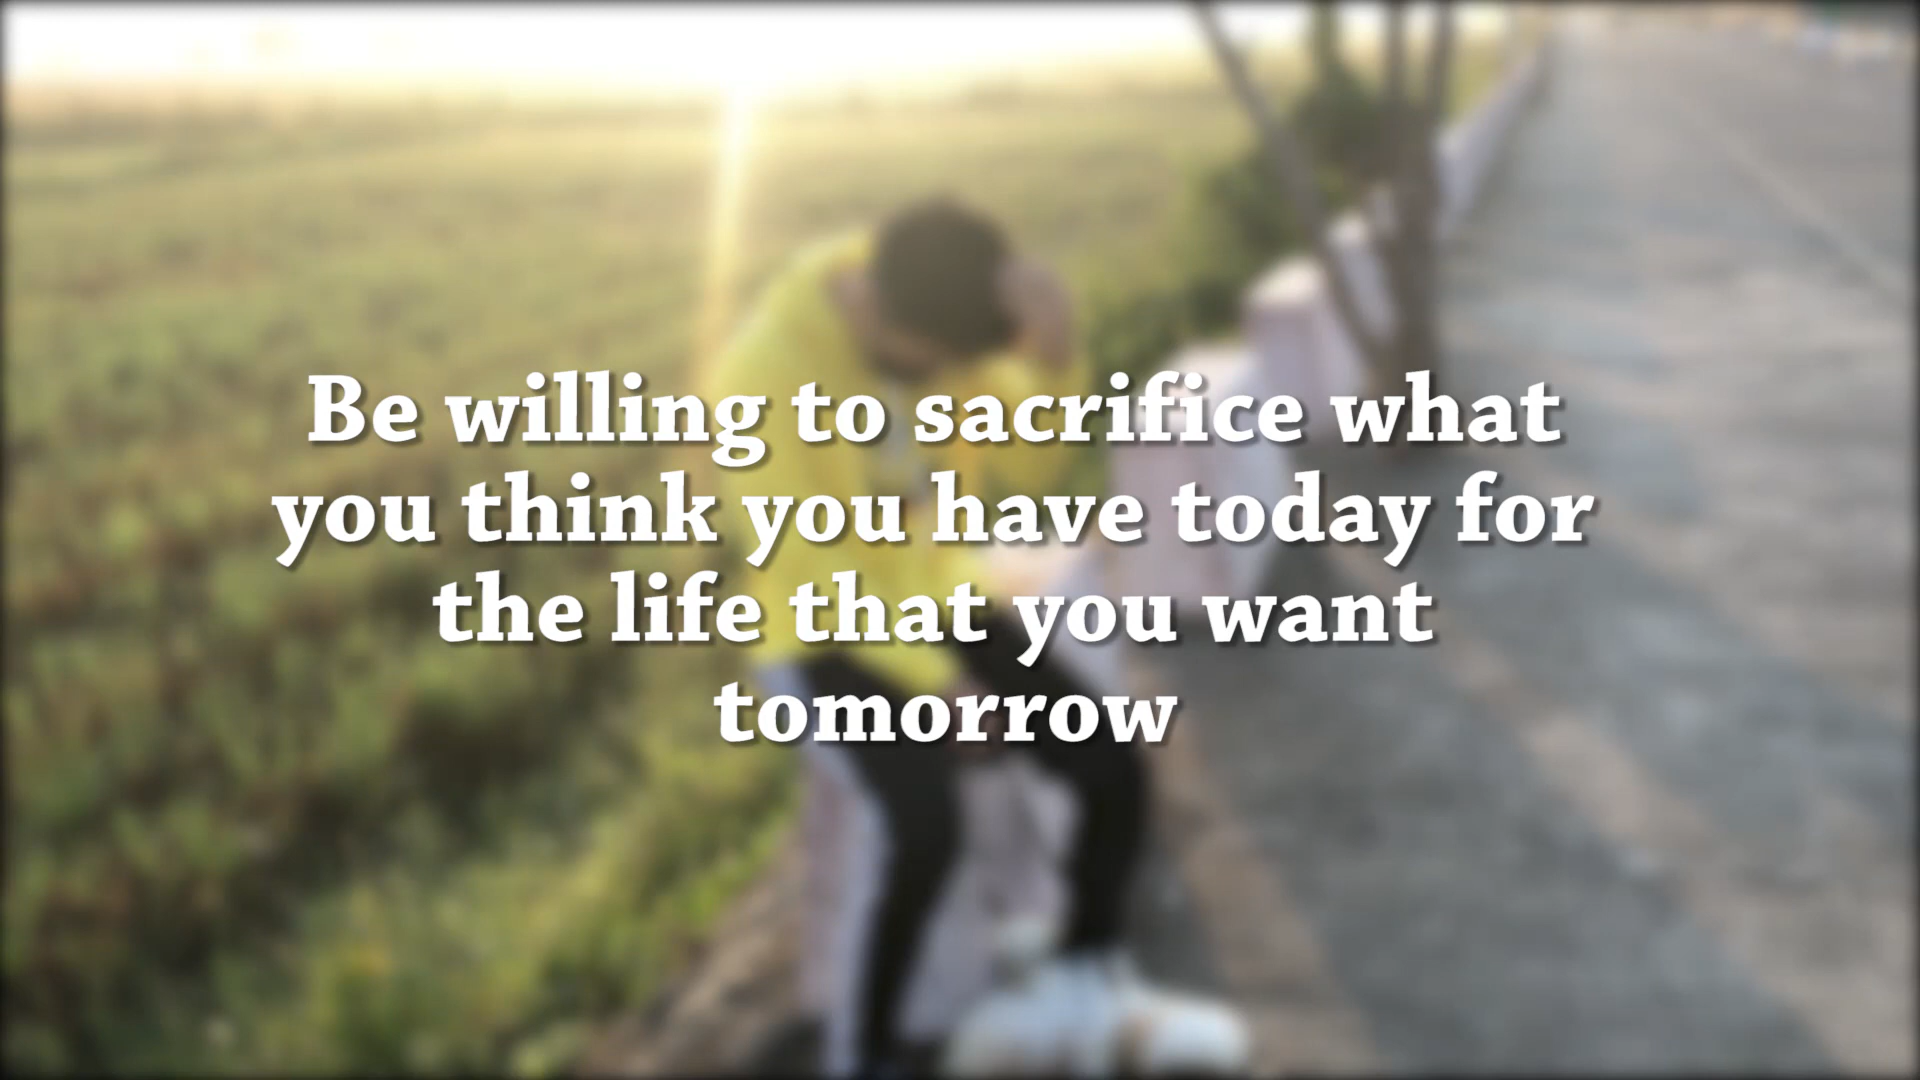 Be willing to sacrifice what
you think you have today for
the life that you want
tomorrow